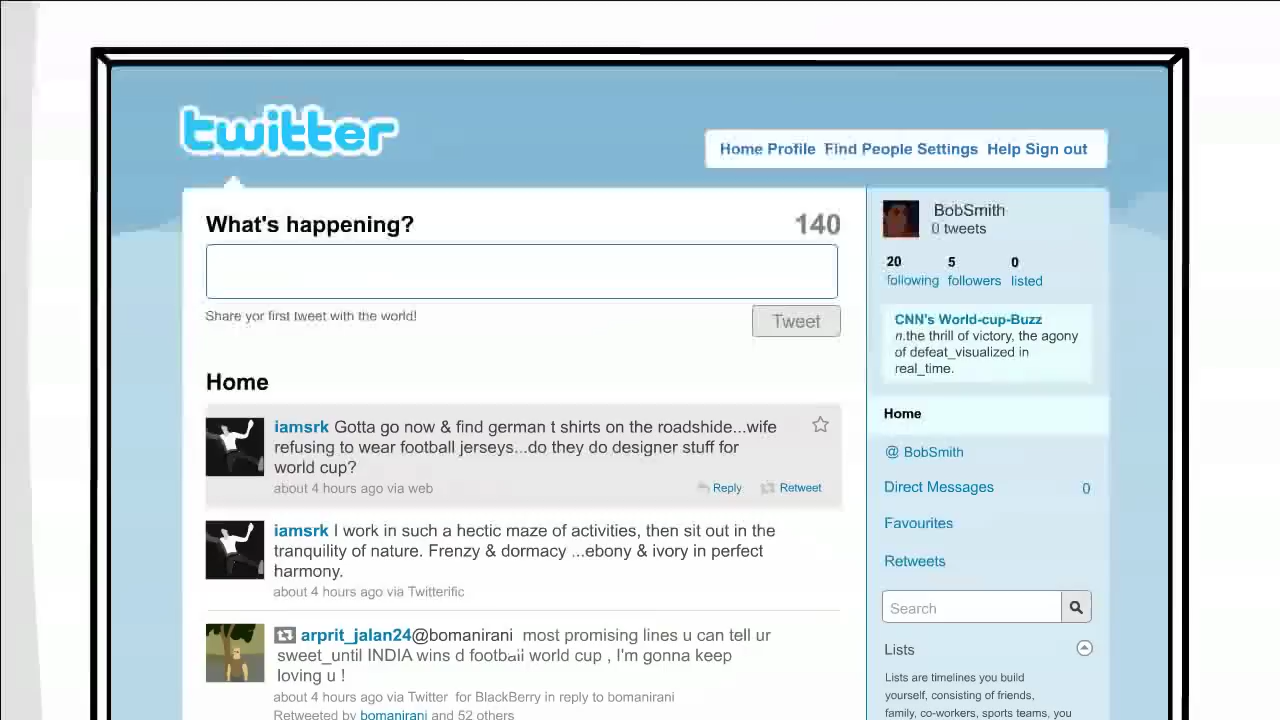 twitter
Home Profile Find People Settings Help Sign out
What's happening? 140
Share yor first tweet with the world!
Tweet
Home
iamsrk Gotta go now & find german t shirts on the roadside...wife
refusing to wear football jerseys...do they do designer stuff for
world cup?
about 4 hours ago via web
Reply Retweet
iamsrk I work in such a hectic maze of activities, then sit out in the
tranquility of nature. Frenzy & dormacy ...ebony & ivory in perfect
harmony.
about 4 hours ago via Twitterific
arprit_jalan24@bomanirani most promising lines u can tell ur
sweet_until INDIA wins d football world cup , I'm gonna keep
loving u !
about 4 hours ago via Twitter for BlackBerry in reply to bomanirani
Retweeted by bomanirani and 52 others
BobSmith
0 tweets
20 5 0
following followers listed
CNN's World-cup-Buzz
n.the thrill of victory, the agony
of defeat_visualized in
real_time.
Home
@ BobSmith
Direct Messages 0
Favourites
Retweets
Search
Lists
Lists are timelines you build
yourself, consisting of friends,
family, co-workers, sports teams, you